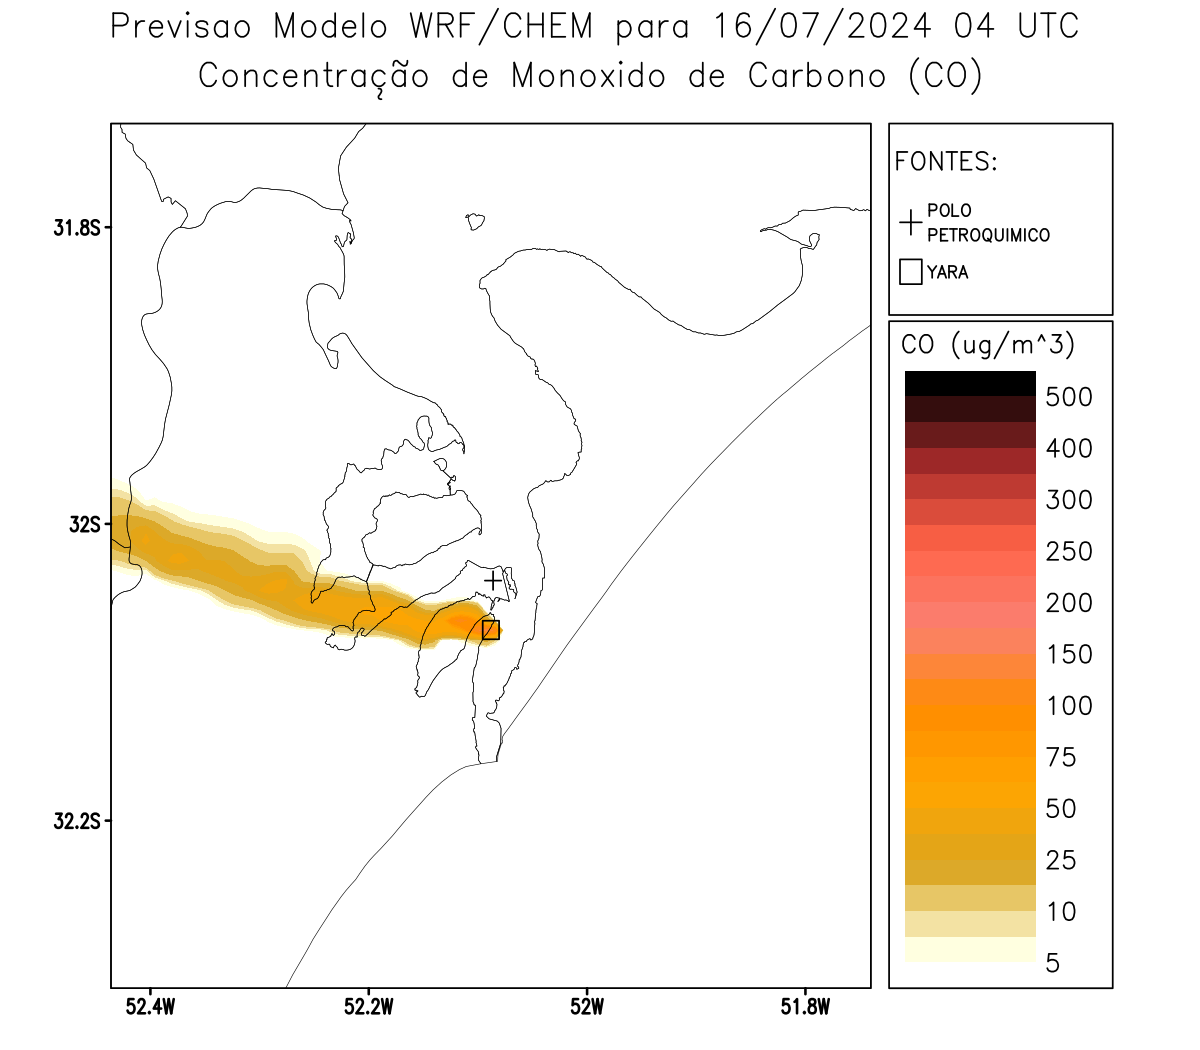 Previsao Modelo WRF/CHEM para 16/07/2024 04 UTC
Concentração de Monoxido de Carbono (CO)
FONTES:
POLO
PETROQUIMICO
YARA
CO (ug/m^3)
500
400
300
250
200
150
100
75
50
25
10
5
31.8S
32S
32.2S
52.4W
52.2W
52W
51.8W